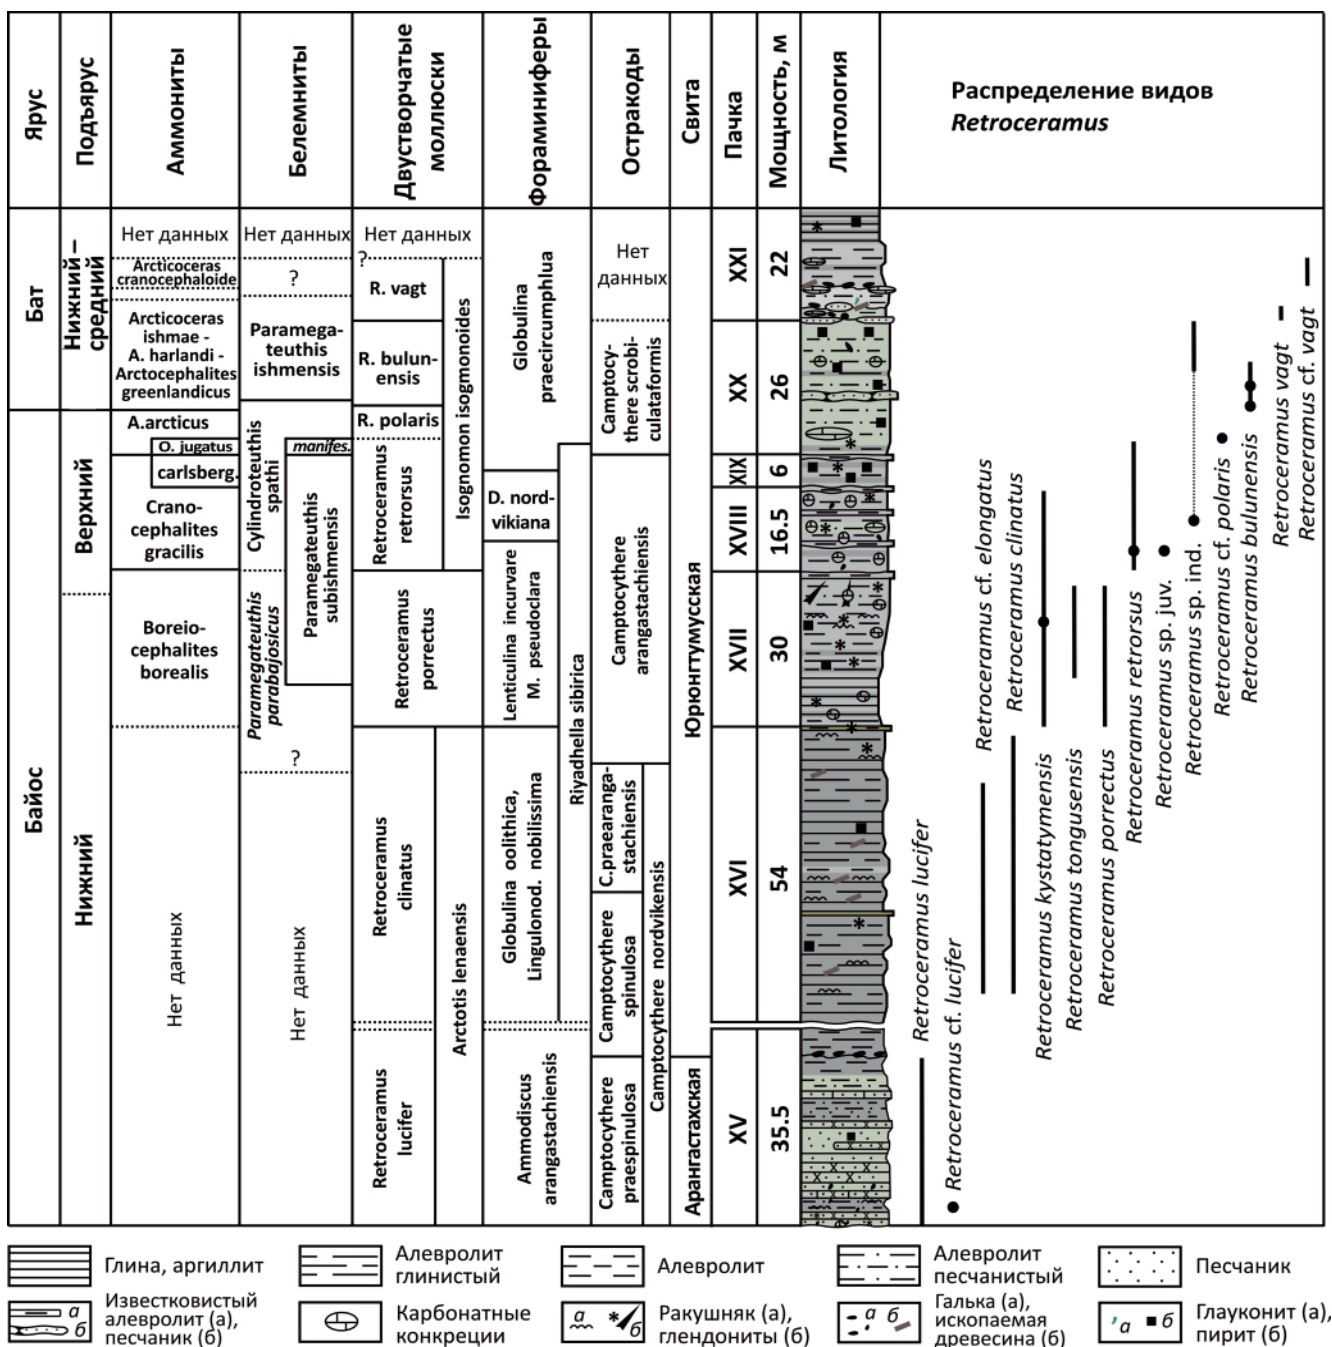 Ярус
Подъярус
Аммониты
Белемниты
Двустворчатые
моллюски
Фораминиферы
Остракоды
Свита
Пачка
Мощность, м
Литология
Распределение видов
Retroceramus
Бат
Байос
Нижний –
средний
Верхний
Нижний
Нет данных
Arcticoceras
cranocephaloide
Arcticoceras
ishmae -
A. harlandi -
Arctocephalites
greenlandicus
A.arcticus
O. jugatus
carlsberg.
Crano-
cephalites
gracilis
Boreio-
cephalites
borealis
Нет данных
Нет данных
?
Paramega-
teuthis
ishmensis
Cylindroteuthis
spathi
manifes.
Paramegateuthis
subishmensis
Paramegateuthis
parabajosicus
?
Нет данных
Нет данных
?
R. vagt
R. bulun-
ensis
R. polaris
Retroceramus
retrorsus
Isognomon isogmonoides
Retroceramus
porrectus
Retroceramus
clinatus
Retroceramus
lucifer
Arctotis lenaensis
Globulina
praecircumphlua
D. nord-
vikiana
Lenticulina incurvare
M. pseudoclara
Riyadhella sibirica
Globulina oolithica,
Lingulonod. nobilissima
Ammodiscus
arangastachiensis
Нет
данных
Camptocy-
there scrobi-
culataformis
Camptocythere
arangastachiensis
C.praearanga-
stachiensis
Camptocythere
spinulosa
Camptocythere
praespinulosa
Camptocythere nordvikensis
Юрюнгтумусская
Арангастахская
XXI
XX
XIX
XVIII
XVII
XVI
XV
22
26
6
16.5
30
54
35.5
Retroceramus lucifer
Retroceramus cf. lucifer
Retroceramus cf. elongatus
Retroceramus clinatus
Retroceramus kystatymensis
Retroceramus tongusensis
Retroceramus porrectus
Retroceramus retrorsus
Retroceramus sp. juv.
Retroceramus sp. ind.
Retroceramus cf. polaris
Retroceramus bulunensis
Retroceramus vagt
Retroceramus cf. vagt
Глина, аргиллит
Алевролит
глинистый
Алевролит
Алевролит
песчанистый
Песчаник
а
б
Известковистый
алевролит (а),
песчаник (б)
Карбонатные
конкреции
а
б
Ракушняк (а),
глендониты (б)
а б
Галька (а),
ископаемая
древесина (б)
а б
Глауконит (а),
пирит (б)